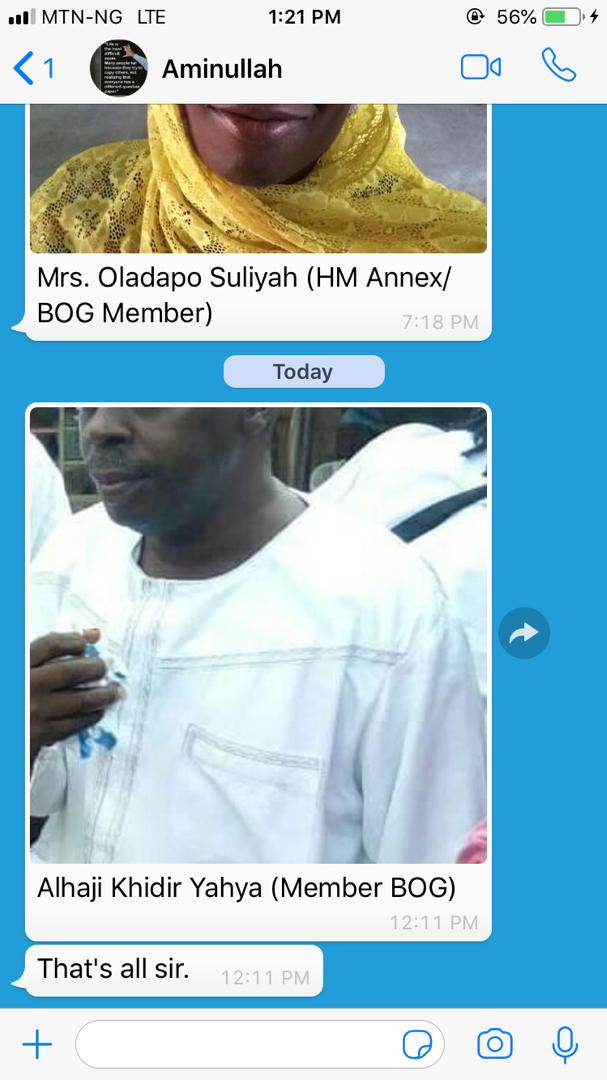 MTN-NG LTE 1:21 PM 56%
1 Aminullah
Mrs. Oladapo Suliyah (HM Annex/
BOG Member) 7:18 PM
Today
Alhaji Khidir Yahya (Member BOG)
12:11 PM
That's all sir. 12:11 PM